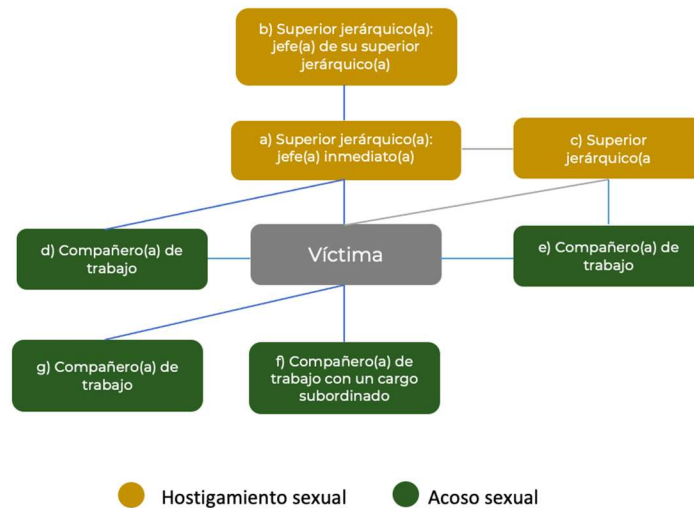 b) Superior jerárquico(a):
jefe(a) de su superior
jerárquico(a)
a) Superior jerárquico(a):
jefe(a) inmediato(a)
c) Superior
jerárquico(a
d) Compañero(a) de
trabajo
Víctima
e) Compañero(a) de
trabajo
g) Compañero(a) de
trabajo
f) Compañero(a) de
trabajo con un cargo
subordinado
Hostigamiento sexual
Acoso sexual